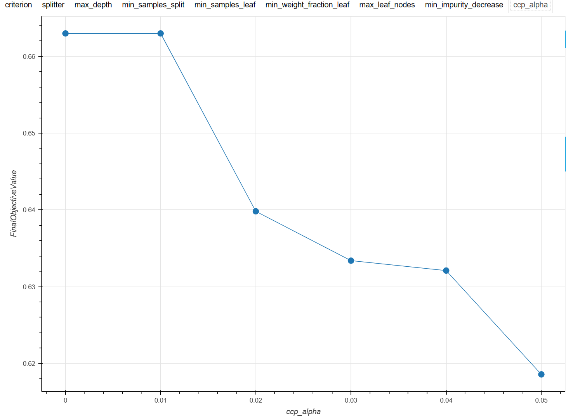 criterion splitter max_depth min_samples_split min_samples_leaf min_weight_fraction_leaf max_leaf_nodes min_impurity_decrease ccp_alpha
0.66
0.65
0.64
0.63
0.62
FinalObjectiveValue
0 0.01 0.02 0.03 0.04 0.05
ccp_alpha